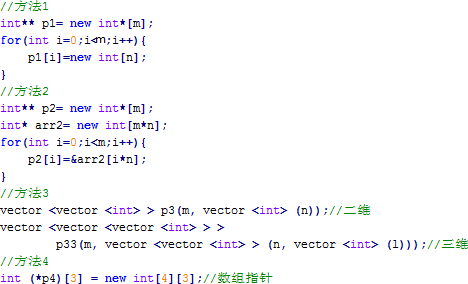 //方法1
int** p1= new int*[m];
for(int i=0;i<m;i++){
p1[i]=new int[n];
}
//方法2
int** p2= new int*[m];
int* arr2= new int[m*n];
for(int i=0;i<m;i++){
p2[i]=&arr2[i*n];
}
//方法3
vector <vector <int> > p3(m, vector <int> (n));//二维
vector <vector <vector <int> > >
p33(m, vector <vector <int> > (n, vector <int> (l)));//三维
//方法4
int (*p4)[3] = new int[4][3];//数组指针